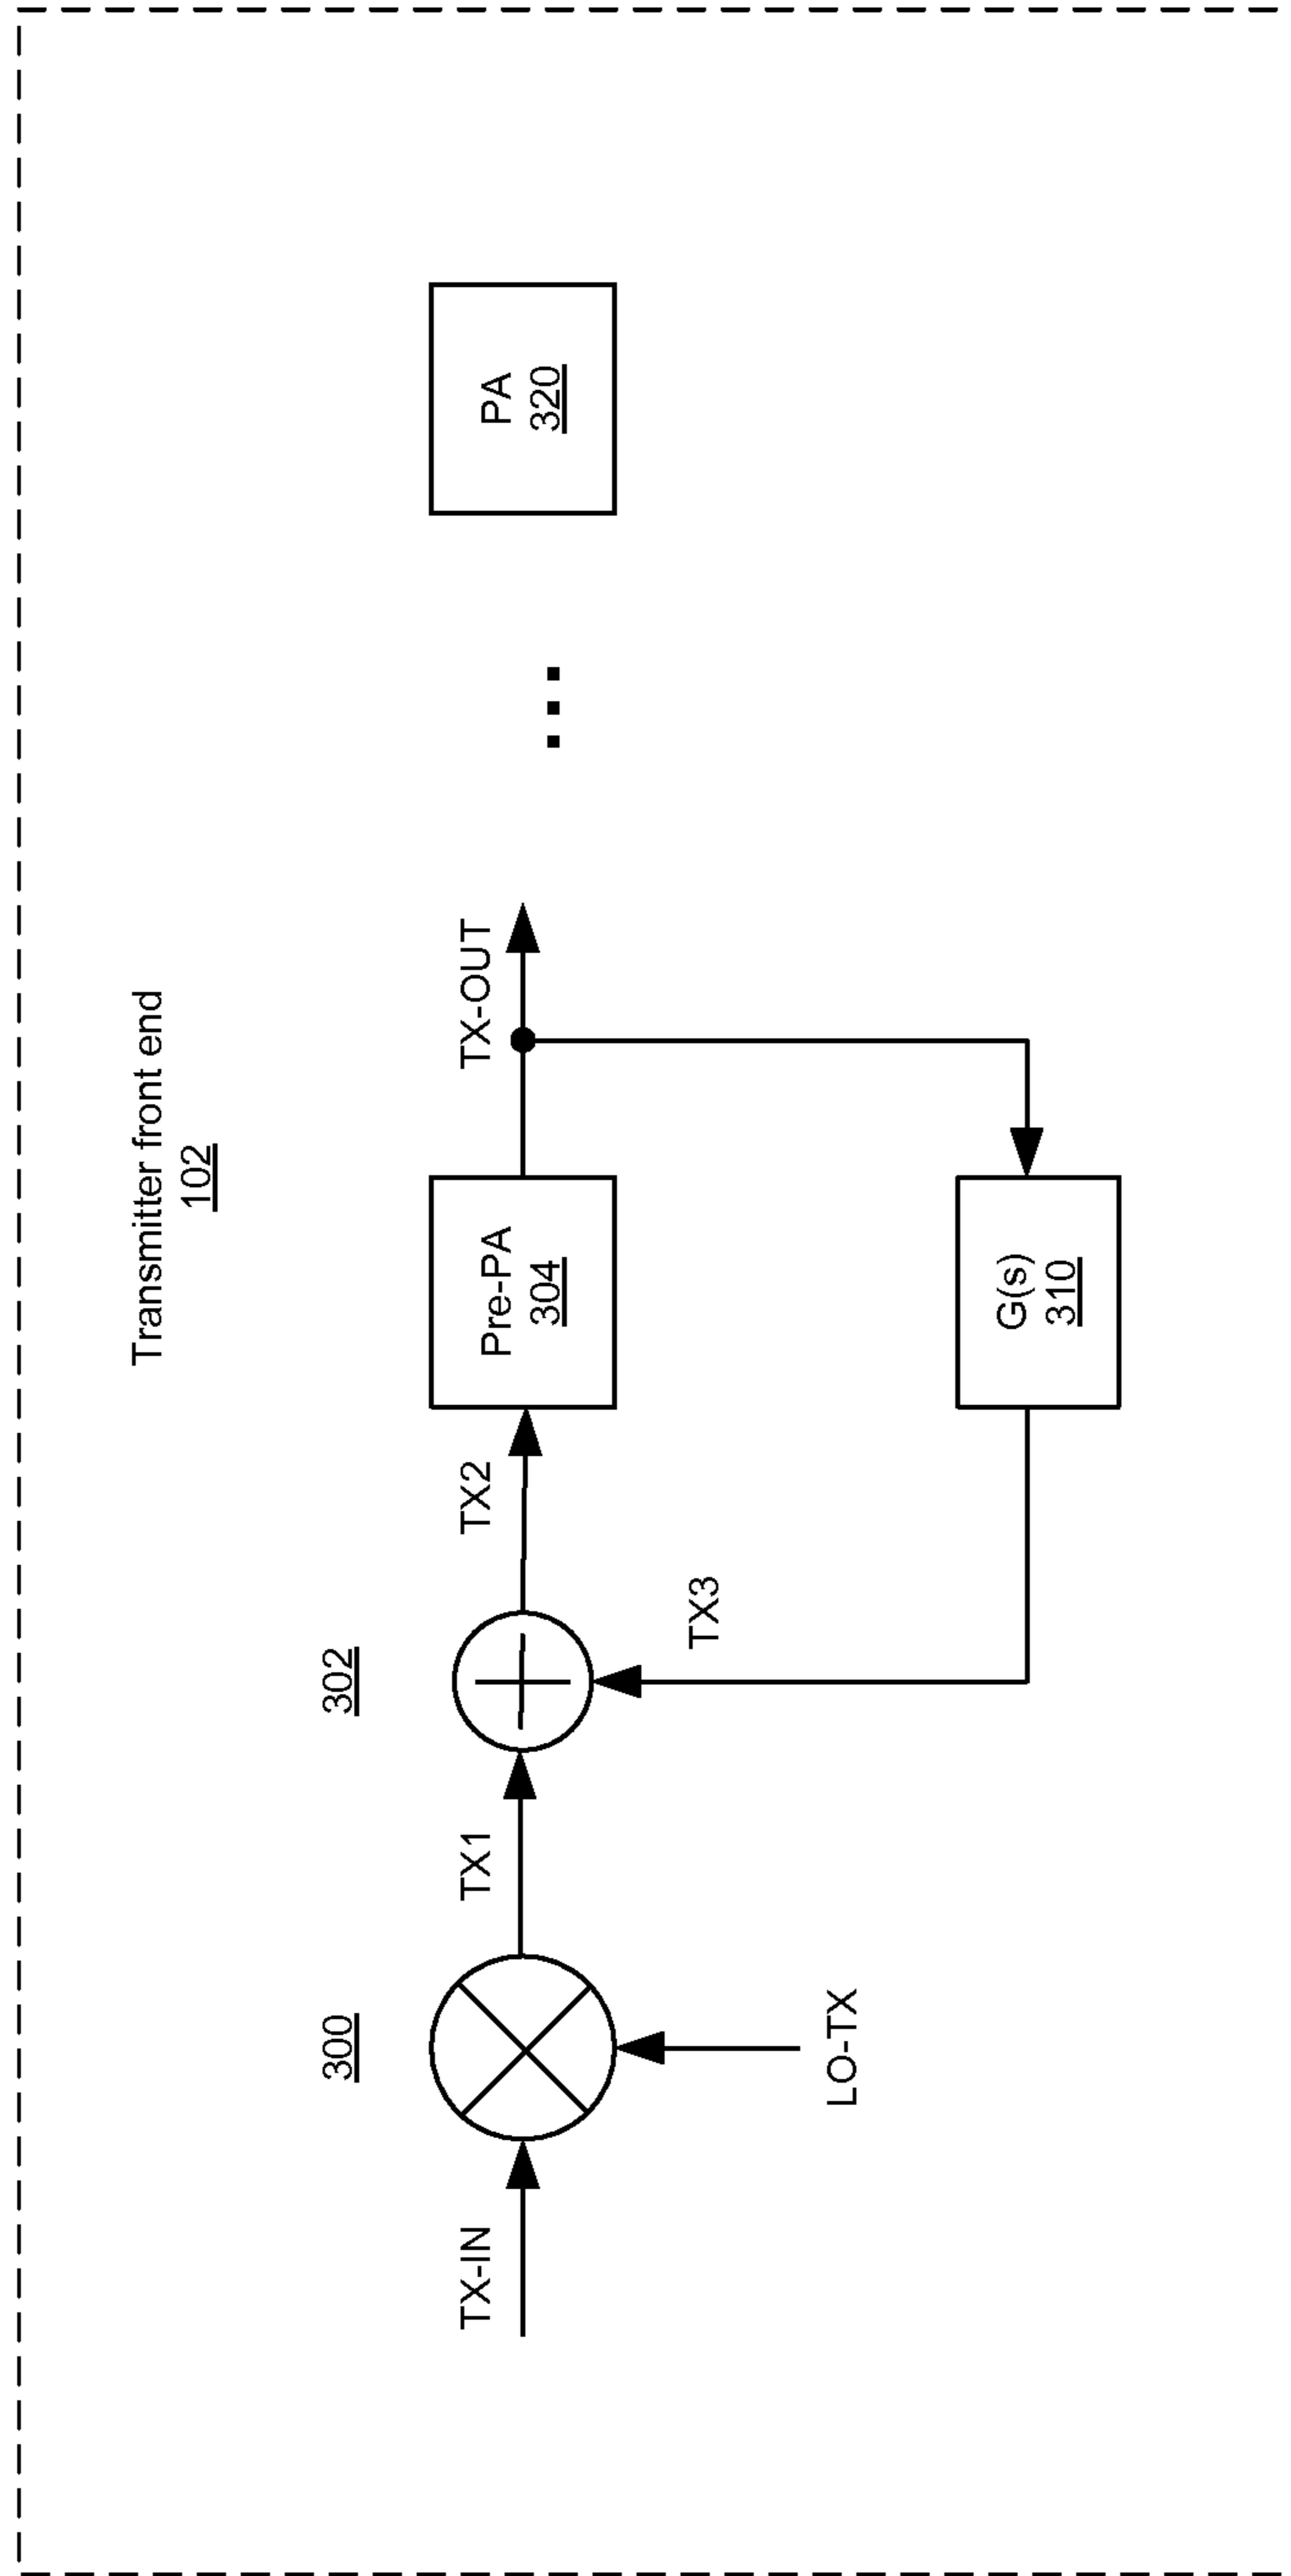 Transmitter front end
102
300
302
TX-IN
TX1
TX2
Pre-PA
304
TX-OUT
...
PA
320
LO-TX
TX3
G(s)
310